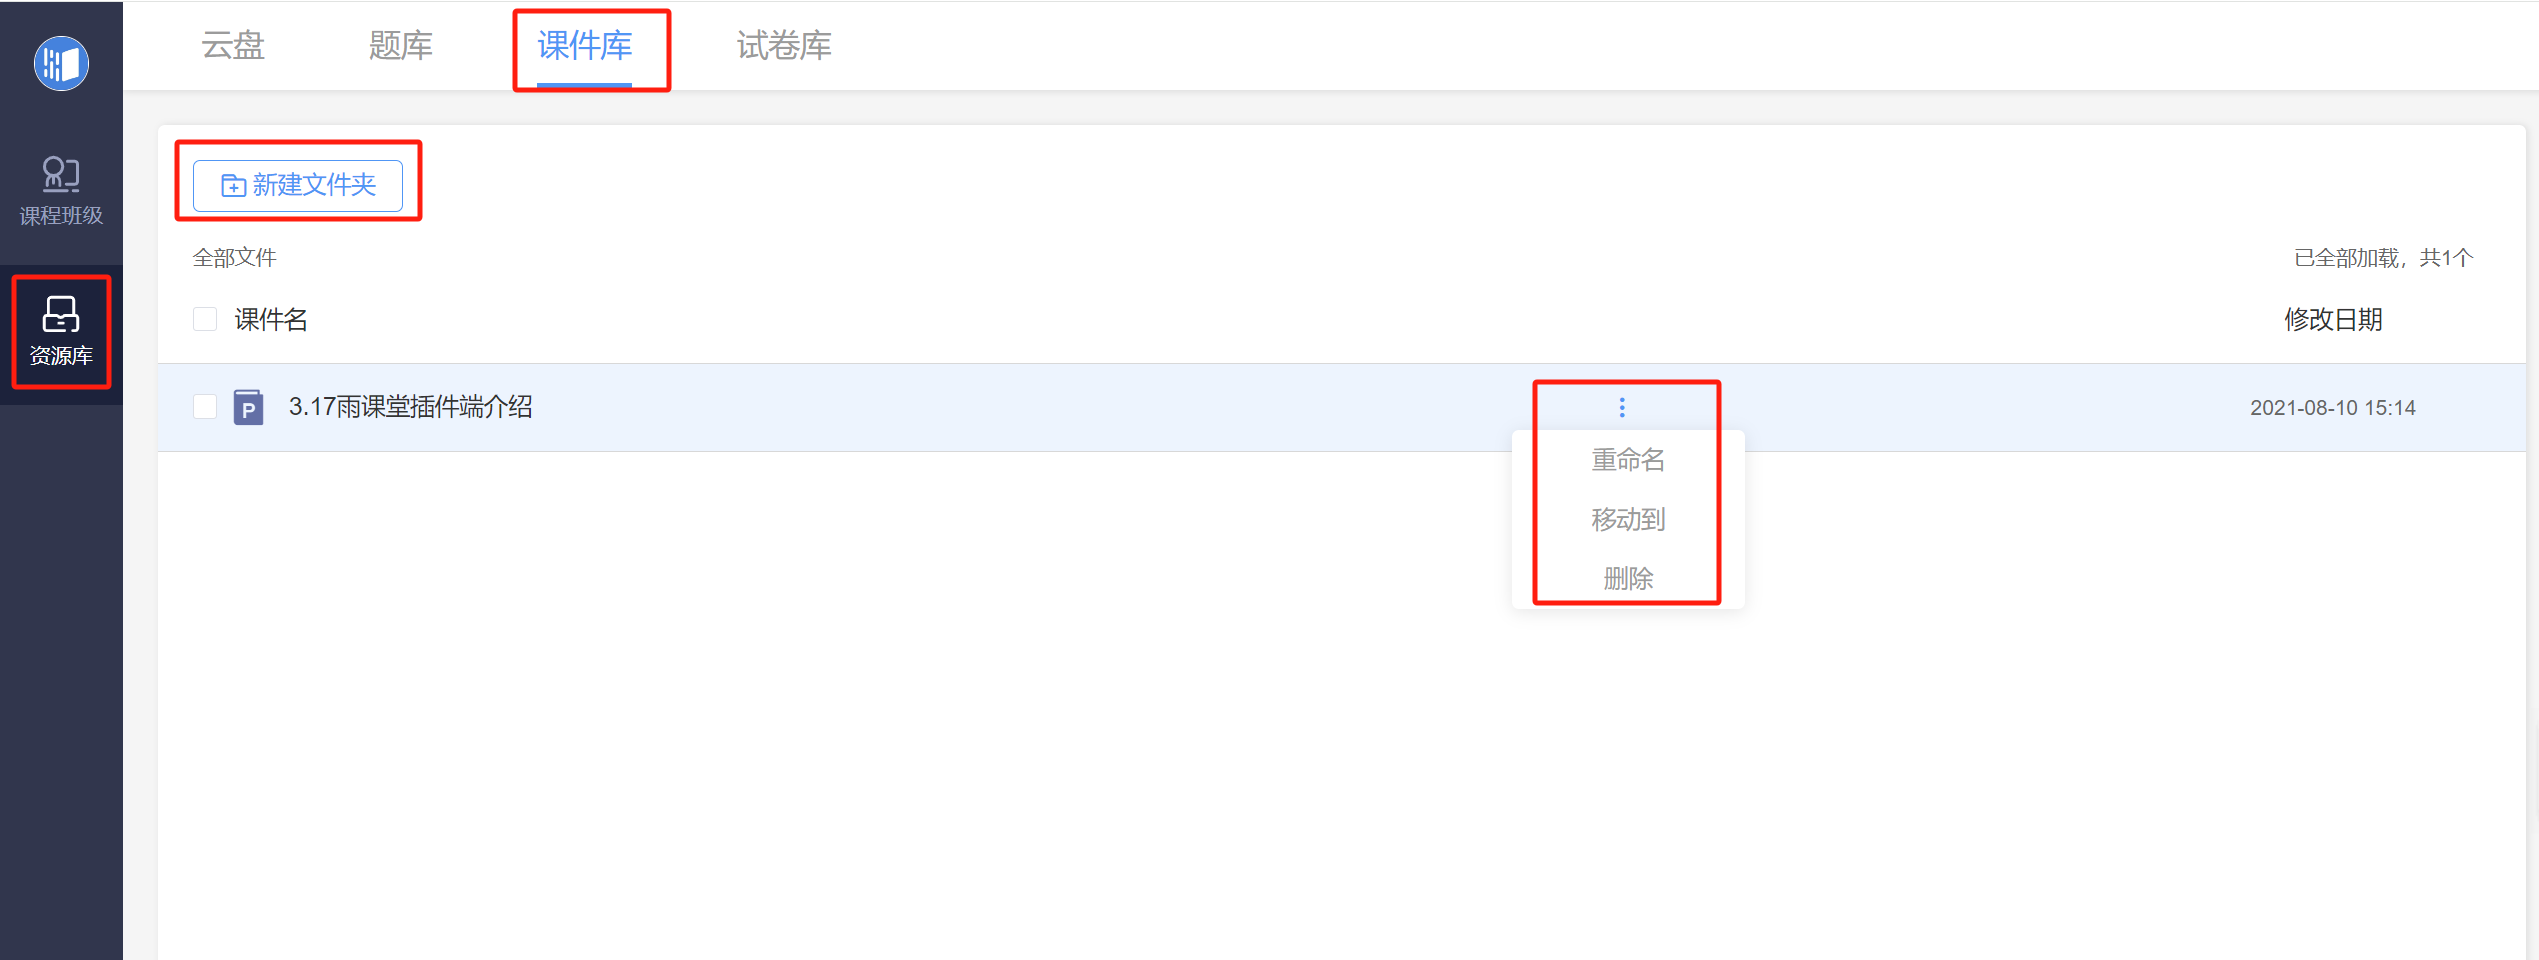 云盘
题库
课件库
试卷库
课程班级
资源库
新建文件夹
全部文件
已全部加载，共1个
课件名
修改日期
P
3.17雨课堂插件端介绍
2021-08-10 15:14
重命名
移动到
删除